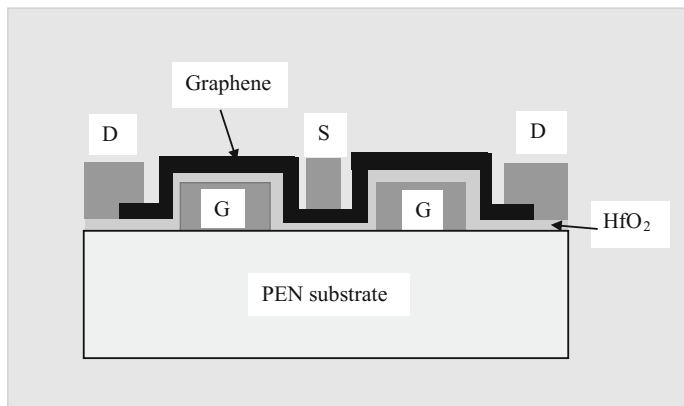 Graphene
D
S
D
G
G
HfO₂
PEN substrate